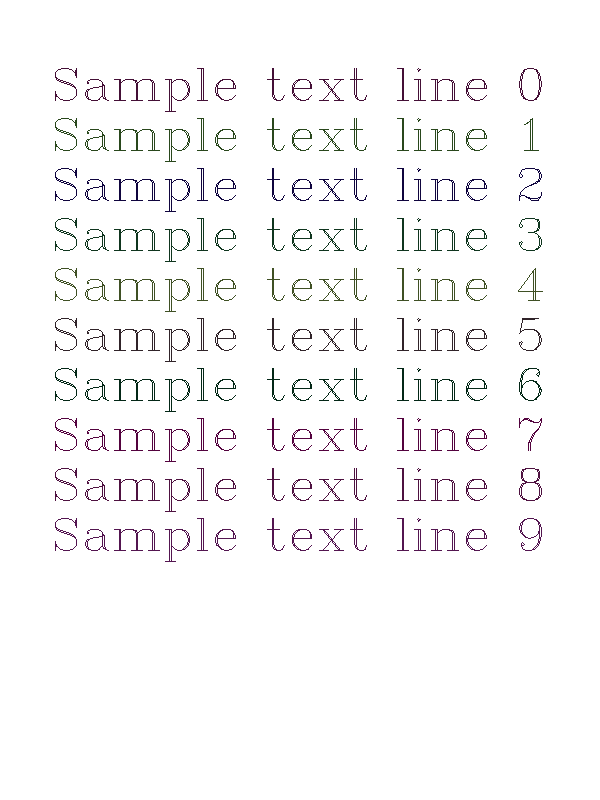 Sample text line 0
Sample text line 1
Sample text line 2
Sample text line 3
Sample text line 4
Sample text line 5
Sample text line 6
Sample text line 7
Sample text line 8
Sample text line 9